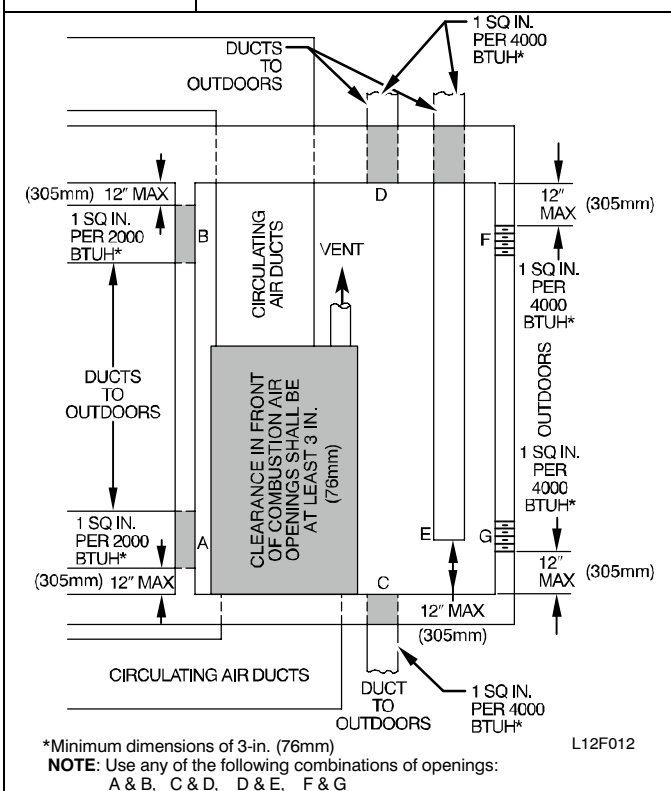 DUCTS
TO
OUTDOORS
1 SQ IN.
PER 4000
BTUH*
(305mm) 12″ MAX
1 SQ IN.
PER 2000
BTUH*
B
CIRCULATING
AIR DUCTS
VENT
D
12″
MAX (305mm)
F
1 SQ IN.
PER
4000
BTUH*
DUCTS
TO
OUTDOORS
OUTDOORS
CLEARANCE IN FRONT
OF COMBUSTION AIR
OPENINGS SHALL BE
AT LEAST 3 IN.
(76mm)
1 SQ IN.
PER
4000
BTUH*
1 SQ IN.
PER 2000
BTUH*
A
E
G
(305mm) 12″ MAX
C
12″ MAX
(305mm)
12″
MAX (305mm)
CIRCULATING AIR DUCTS
DUCT
TO
OUTDOORS
1 SQ IN.
PER 4000
BTUH*
*Minimum dimensions of 3-in. (76mm)
L12F012
NOTE: Use any of the following combinations of openings:
A & B, C & D, D & E, F & G